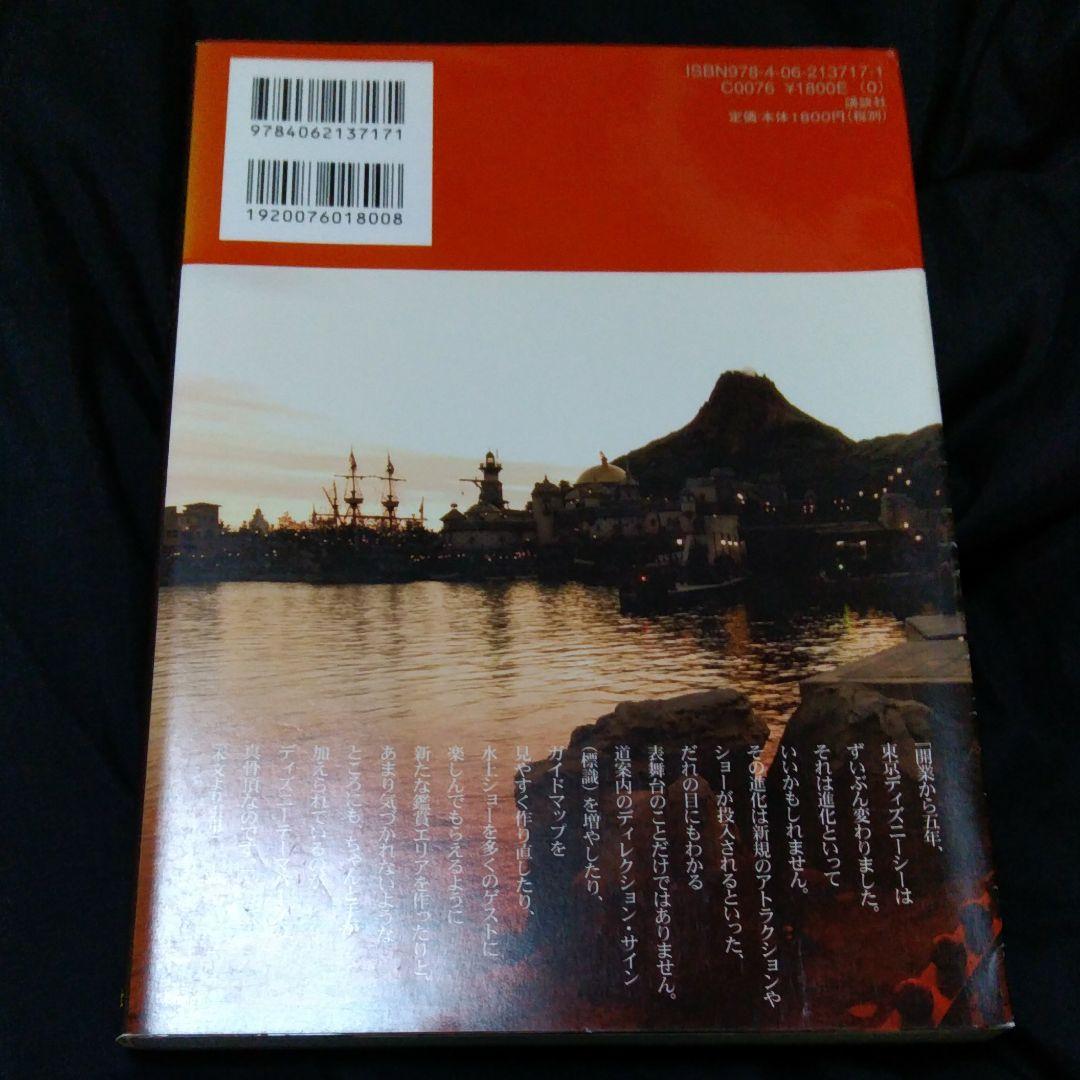 ISBN978-4-06-213717-1
C0076 ¥1800E (0)
講談社
定価 本体1800円(税別)
9784062137171
1920076018008
「開業から五年、
東京ディズニーシーは
ずいぶん変わりました。
それは進化といって
いいかもしれません。
その進化は新規のアトラクションや
ショーが投入されるといった、
だれの目にもわかる
表舞台のことだけではありません。
道案内のディレクション・サイン
(標識)を増やしたり、
ガイドマップを
見やすく作り直したり、
水上ショーを多くのゲストに
楽しんでもらえるように
新たな鑑賞エリアを作ったりと、
あまり気づかれないような
ところにも、ちゃんと手が
加えられているのが
ディズニーテーマパークの
真骨頂なのです。
本文より引用